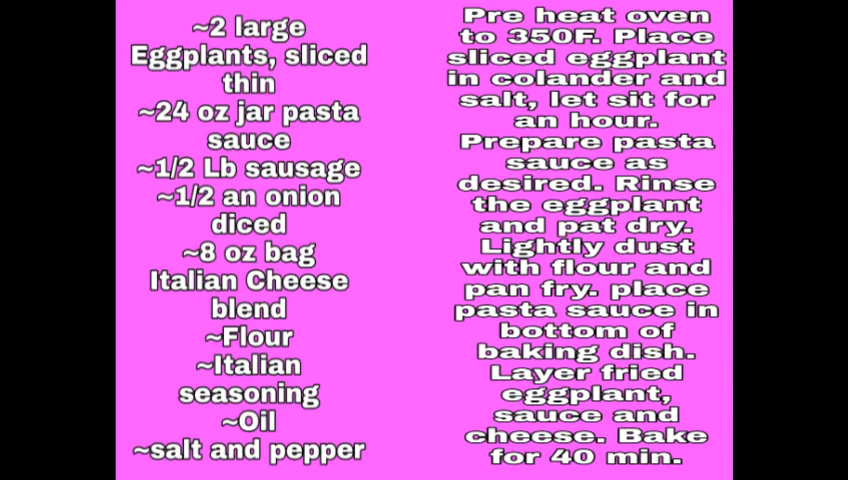 ~2 large
Eggplants, sliced
thin
~24 oz jar pasta
sauce
~1/2 Lb sausage
~1/2 an onion
diced
~8 oz bag
Italian Cheese
blend
~Flour
~Italian
seasoning
~Oil
~salt and pepper
Pre heat oven
to 350F. Place
sliced eggplant
in colander and
salt, let sit for
an hour.
Prepare pasta
sauce as
desired. Rinse
the eggplant
and pat dry.
Lightly dust
with flour and
pan fry. place
pasta sauce in
bottom of
baking dish.
Layer fried
eggplant,
sauce and
cheese. Bake
for 40 min.